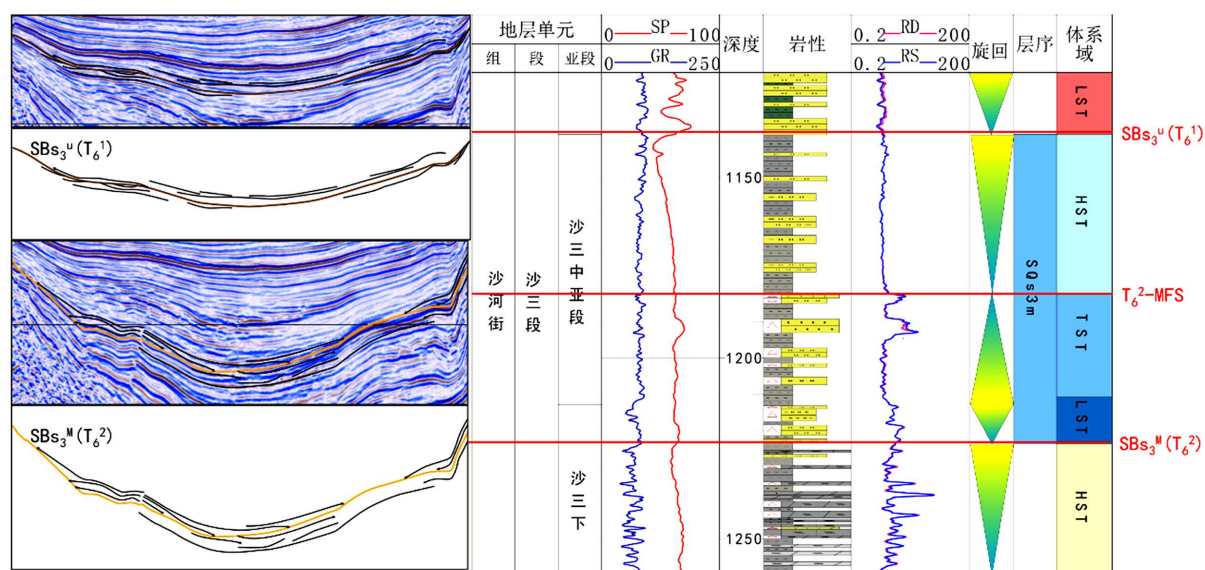 SBs₃ᵘ(T₆¹)
SBs₃ᴹ(T₆²)
地层单元
组
段
亚段
0 SP 100
0 GR 250
深度
岩性
0.2 RD 200
0.2 RS 200
旋回
层序
体系域
沙河街
沙三段
沙三中亚段
沙三下
1150
1200
1250
SQs3m
LST
HST
TST
LST
HST
SBs₃ᵘ(T₆¹)
T₆²-MFS
SBs₃ᴹ(T₆²)